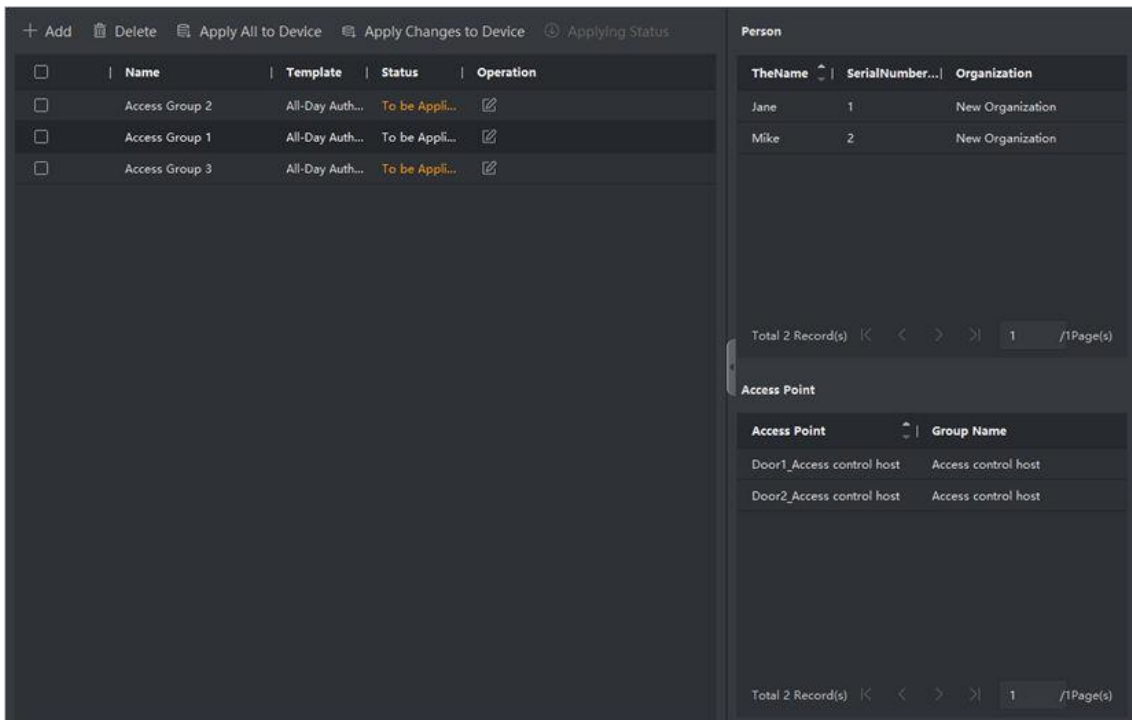 Add Delete Apply All to Device Apply Changes to Device Applying Status
Name Template Status Operation
Access Group 2 All-Day Auth... To be Appli...
Access Group 1 All-Day Auth... To be Appli...
Access Group 3 All-Day Auth... To be Appli...
Person
TheName SerialNumber... Organization
Jane 1 New Organization
Mike 2 New Organization
Total 2 Record(s) 1 /1Page(s)
Access Point
Access Point Group Name
Door1_Access control host Access control host
Door2_Access control host Access control host
Total 2 Record(s) 1 /1Page(s)